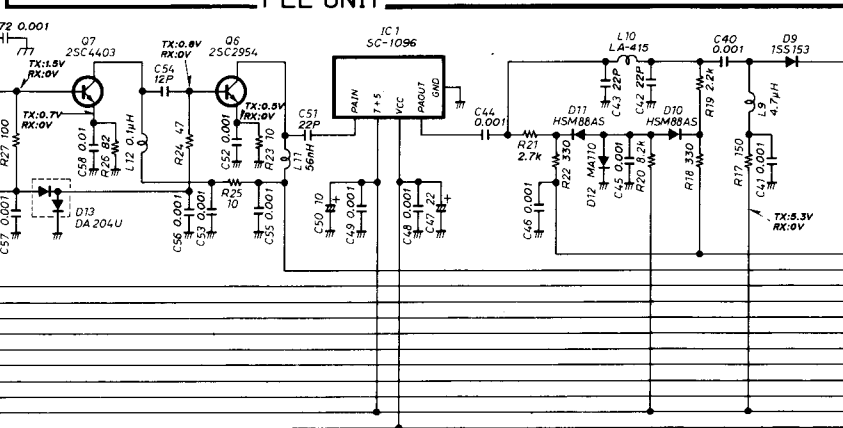 PLL UNIT
72 0.001
Q7
2SC4403
Q6
2SC2954
IC1
SC-1096
L10
LA-415
C40
0.001
D9
1SS153
TX:1.5V
RX:0V
C54
12P
TX:0.8V
RX:0V
C43 22P
C42 22P
R19 2.2k
L9
4.7μH
PAIN
7+5
VCC
PAOUT
GND
TX:0.7V
RX:0V
TX:0.5V
RX:0V
C51
22P
C44
0.001
D11
HSM88AS
D10
HSM88AS
R27 100
C58 0.01
R26 82
L12 0.1μH
R24 47
C52 0.001
R23 10
L11
56nH
R21
2.7k
R22 330
D12 MA110
C45 0.001
R20 8.2k
R18 330
R17 150
C41 0.001
C57 0.001
D13
DA204U
C56 0.001
C53 0.001
R25
10
C55 0.001
C50 10
C49 0.001
C48 0.001
C47 22
C46 0.001
TX:5.3V
RX:0V